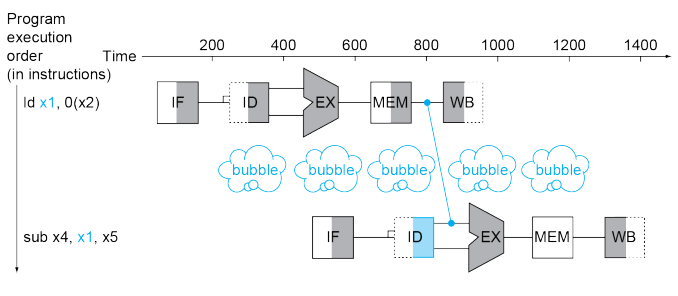 Program
execution
order
(in instructions)
Time
200 400 600 800 1000 1200 1400
ld x1, 0(x2)
IF ID EX MEM WB
bubble bubble bubble bubble bubble
sub x4, x1, x5
IF ID EX MEM WB